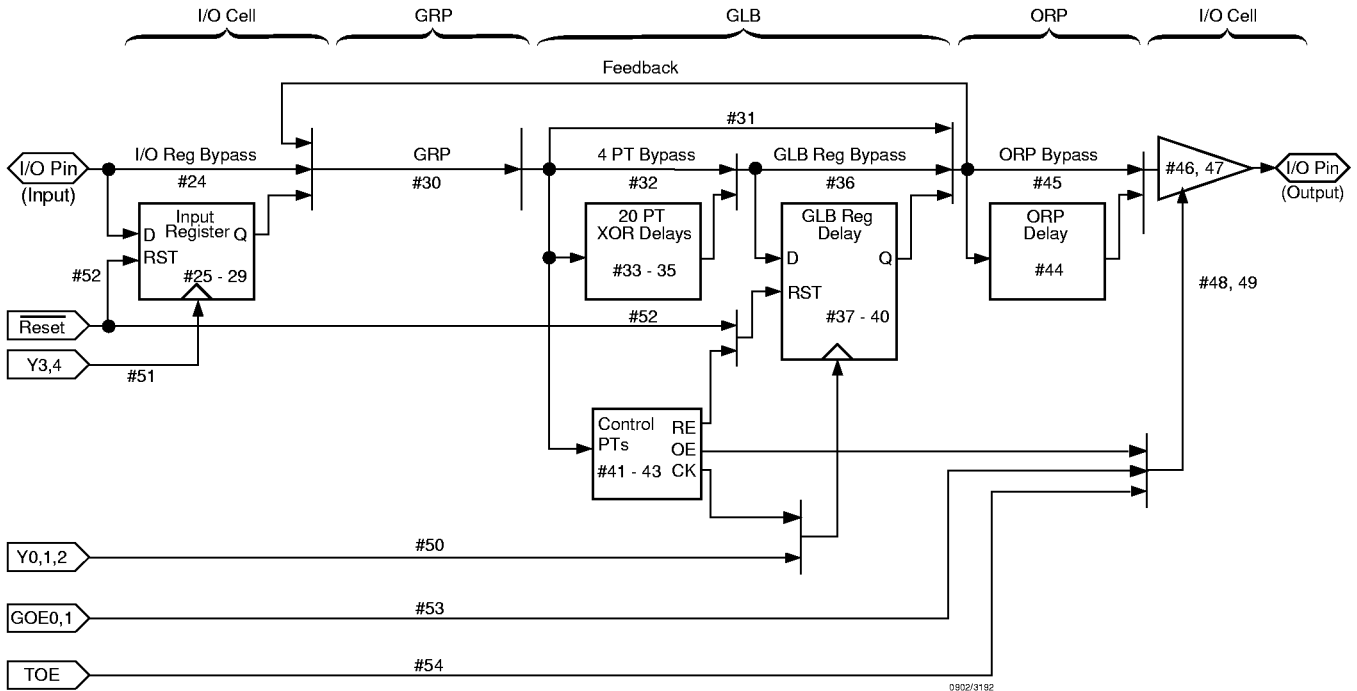 I/O Cell
GRP
GLB
ORP
I/O Cell
Feedback
#31
I/O Pin
(Input)
I/O Reg Bypass
#24
GRP
#30
4 PT Bypass
#32
GLB Reg Bypass
#36
ORP Bypass
#45
#46, 47
I/O Pin
(Output)
Input
Register
D
Q
RST
#25 - 29
#52
20 PT
XOR Delays
#33 - 35
GLB Reg
Delay
D
Q
RST
#37 - 40
ORP
Delay
#44
#48, 49
Reset
#52
Y3,4
#51
Control
PTs
#41 - 43
RE
OE
CK
Y0,1,2
#50
GOE0,1
#53
TOE
#54
0902/3192